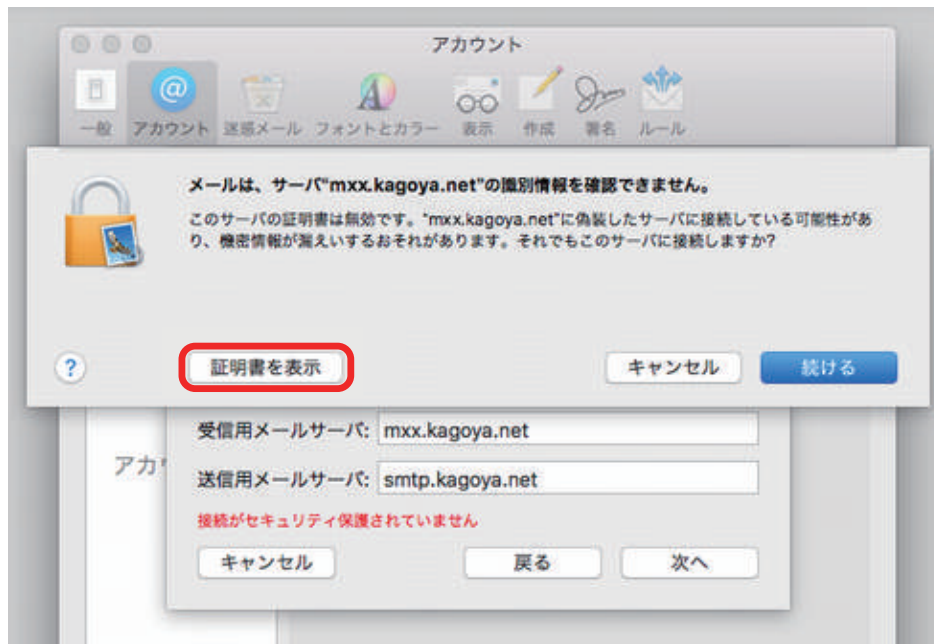 アカウント
一般 アカウント 迷惑メール フォントとカラー 表示 作成 署名 ルール
メールは、サーバ"mxx.kagoya.net"の識別情報を確認できません。
このサーバの証明書は無効です。"mxx.kagoya.net"に偽装したサーバに接続している可能性があ
り、機密情報が漏えいするおそれがあります。それでもこのサーバに接続しますか?
? 証明書を表示 キャンセル 続ける
受信用メールサーバ: mxx.kagoya.net
アカ
送信用メールサーバ: smtp.kagoya.net
接続がセキュリティ保護されていません
キャンセル 戻る 次へ